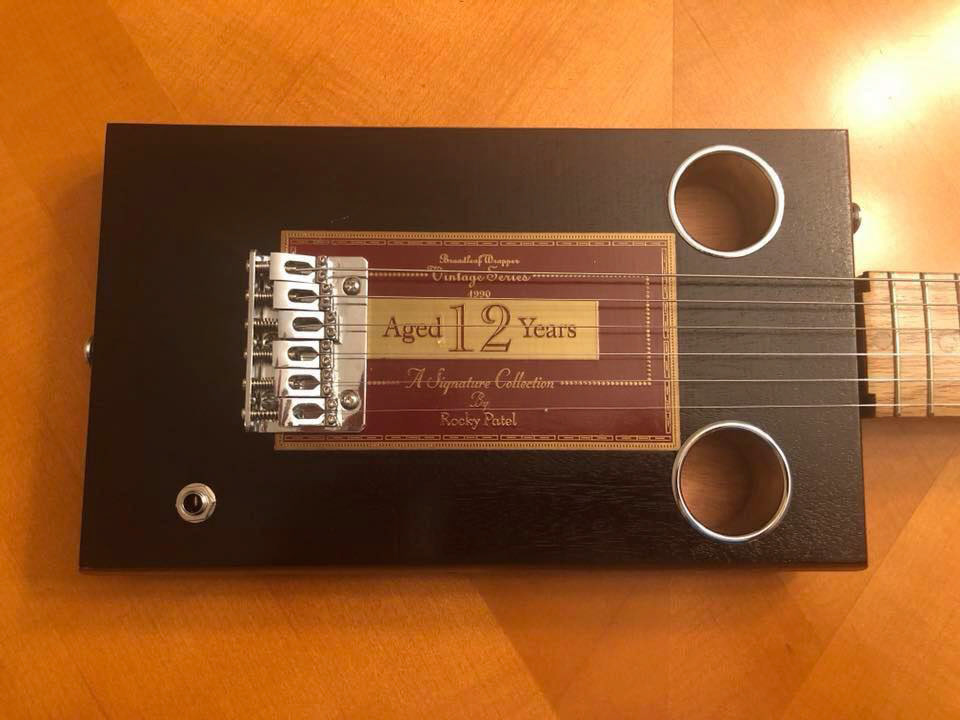 Broadleaf Wrapper
Vintage Series
1990
Aged 12 Years
A Signature Collection
By
Rocky Patel